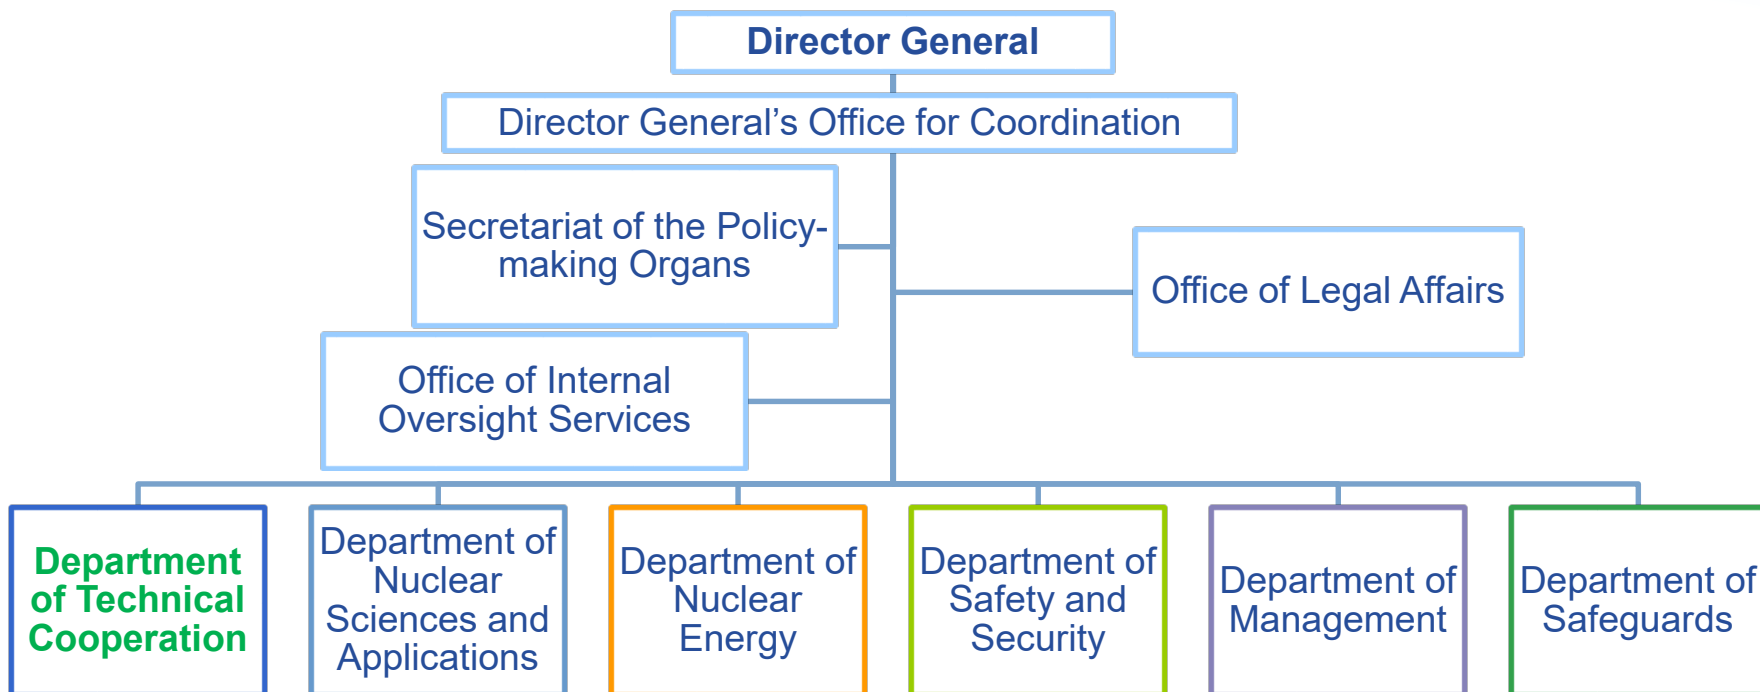 Director General
Director General’s Office for Coordination
Secretariat of the Policy-
making Organs
Office of Legal Affairs
Office of Internal
Oversight Services
Department
of Technical
Cooperation
Department of
Nuclear
Sciences and
Applications
Department of
Nuclear
Energy
Department of
Safety and
Security
Department of
Management
Department of
Safeguards